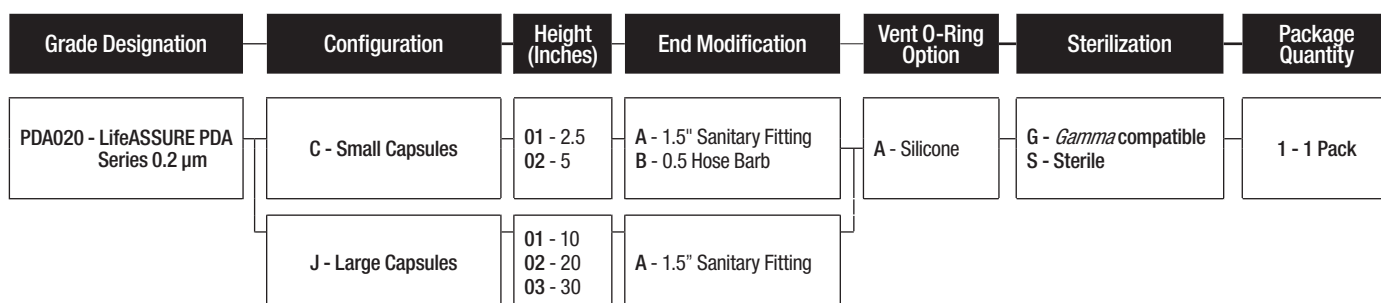 Grade Designation
Configuration
Height
(Inches)
End Modification
Vent O-Ring
Option
Sterilization
Package
Quantity
PDA020 - LifeASSURE PDA
Series 0.2 µm
C - Small Capsules
01 - 2.5
02 - 5
A - 1.5" Sanitary Fitting
B - 0.5 Hose Barb
A - Silicone
G - Gamma compatible
S - Sterile
1 - 1 Pack
J - Large Capsules
01 - 10
02 - 20
03 - 30
A - 1.5” Sanitary Fitting